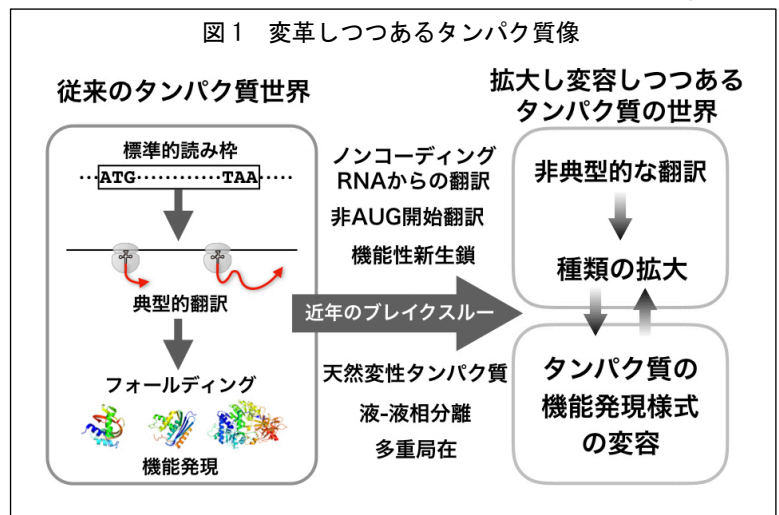 図1 変革しつつあるタンパク質像
従来のタンパク質世界
標準的読み枠
…ATG…………TAA……
典型的翻訳
フォールディング
機能発現
ノンコーディング
RNAからの翻訳
非AUG開始翻訳
機能性新生鎖
近年のブレイクスルー
天然変性タンパク質
液-液相分離
多重局在
拡大し変容しつつある
タンパク質の世界
非典型的な翻訳
種類の拡大
タンパク質の
機能発現様式
の変容